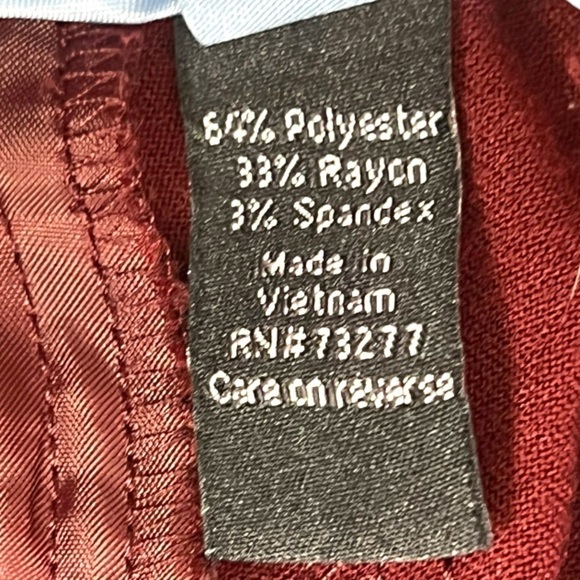 64% Polyester
33% Rayon
3% Spandex
Made in
Vietnam
RN#73277
Care on reverse